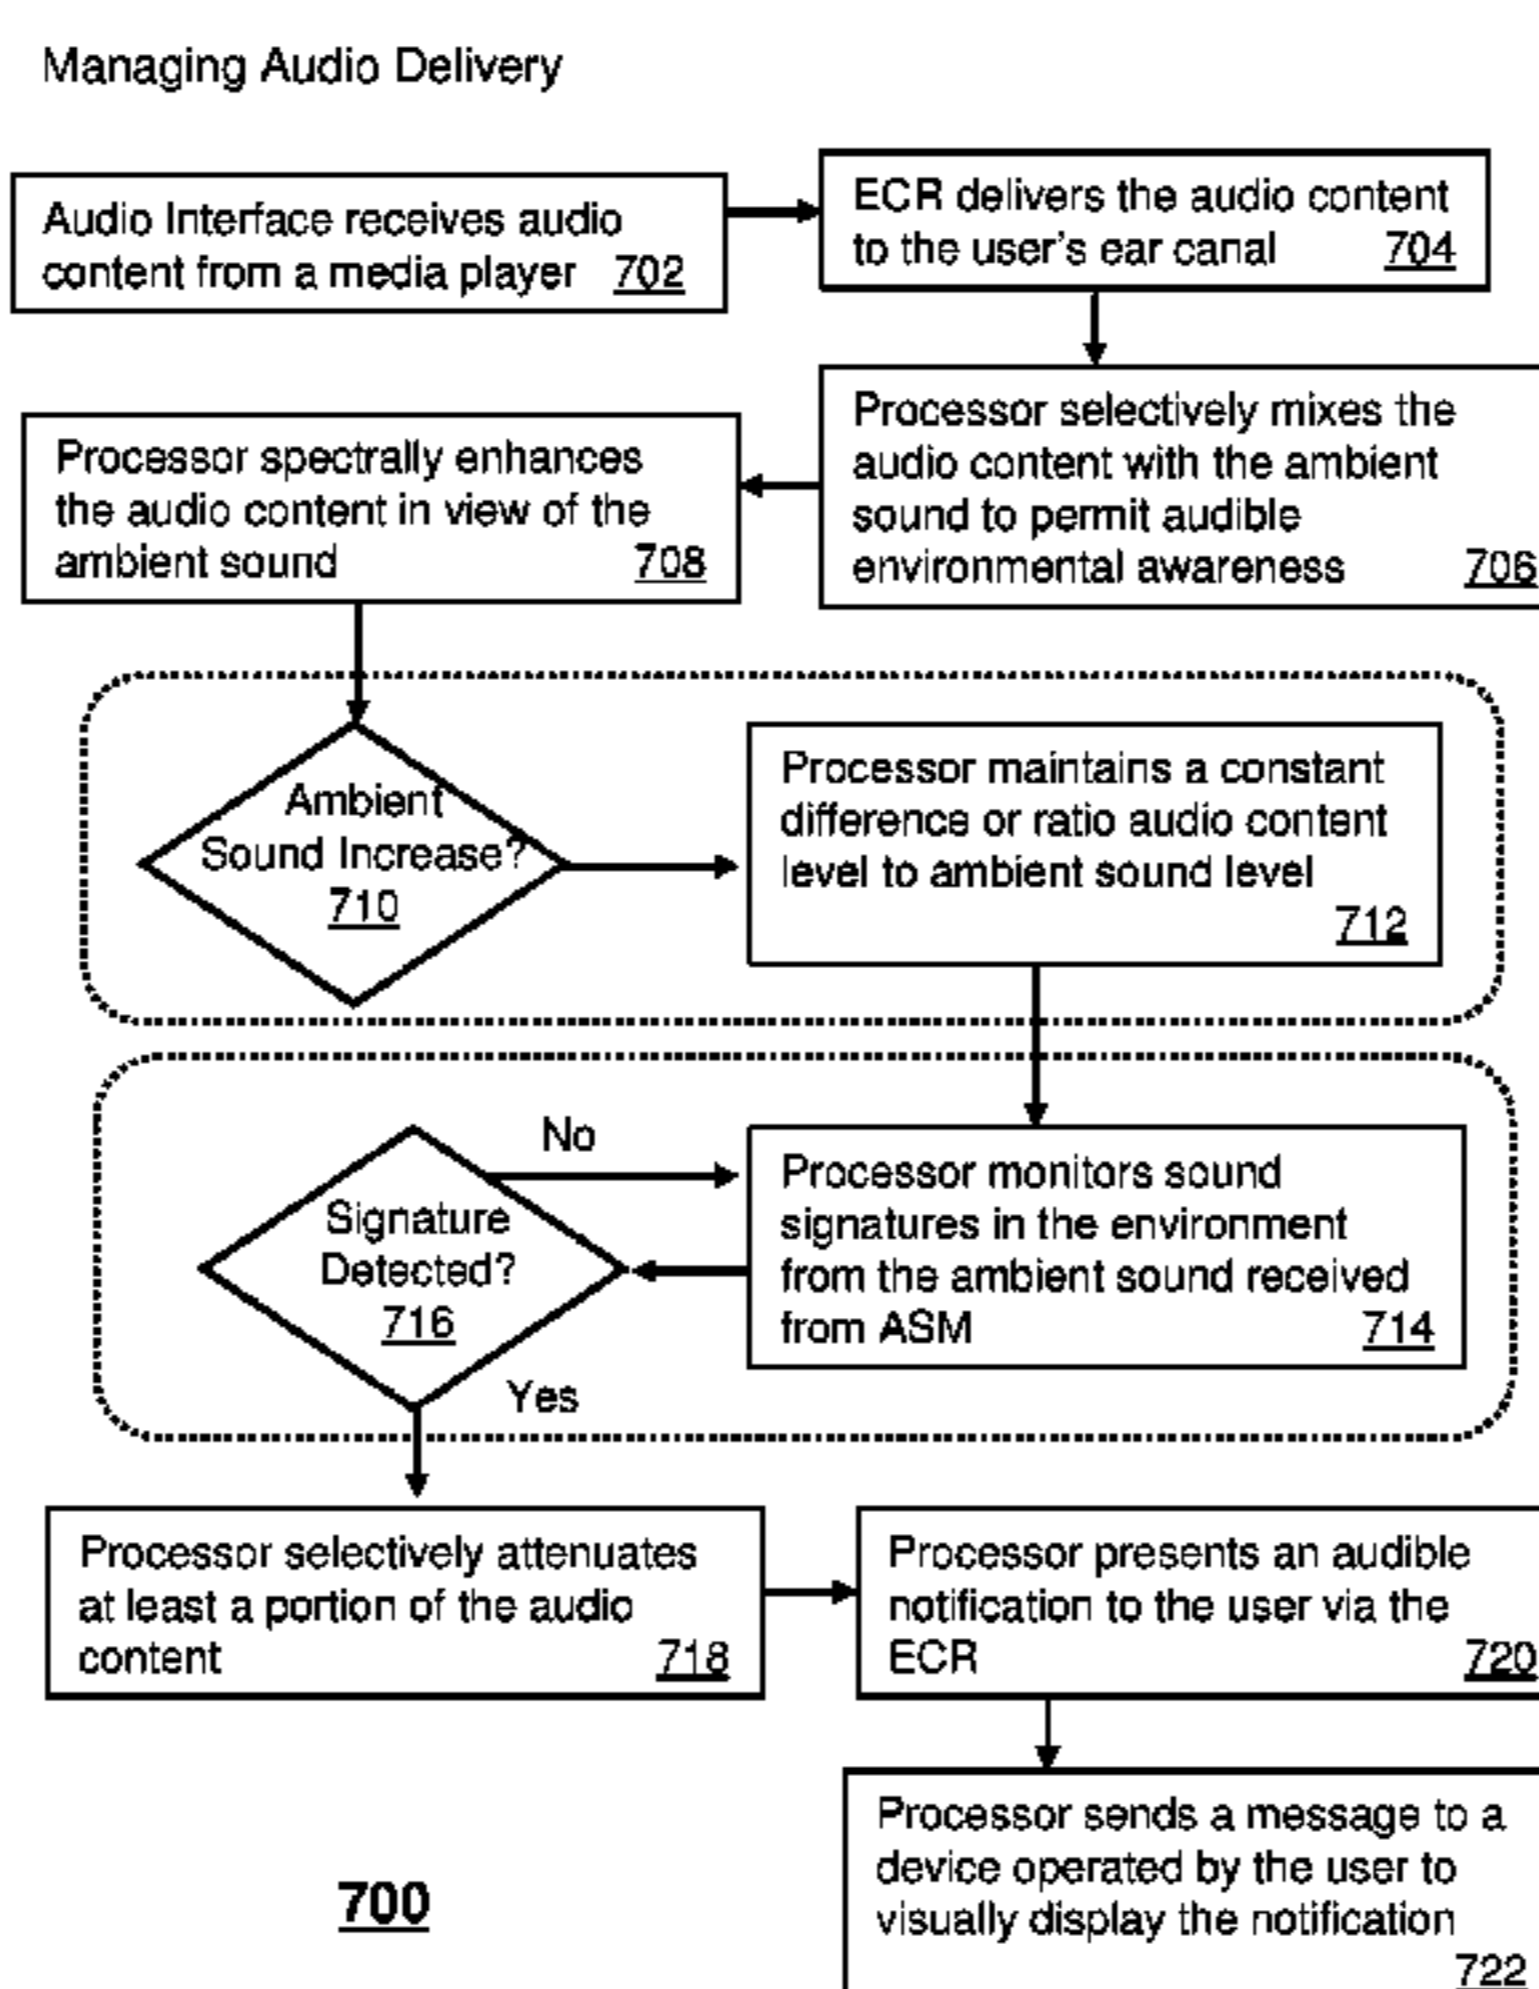 Managing Audio Delivery
Audio Interface receives audio
content from a media player 702
ECR delivers the audio content
to the user's ear canal 704
Processor selectively mixes the
audio content with the ambient
sound to permit audible
environmental awareness 706
Processor spectrally enhances
the audio content in view of the
ambient sound 708
Ambient
Sound Increase?
710
Processor maintains a constant
difference or ratio audio content
level to ambient sound level
712
Processor monitors sound
signatures in the environment
from the ambient sound received
from ASM 714
No
Signature
Detected?
716
Yes
Processor selectively attenuates
at least a portion of the audio
content 718
Processor presents an audible
notification to the user via the
ECR 720
Processor sends a message to a
device operated by the user to
visually display the notification
722
700